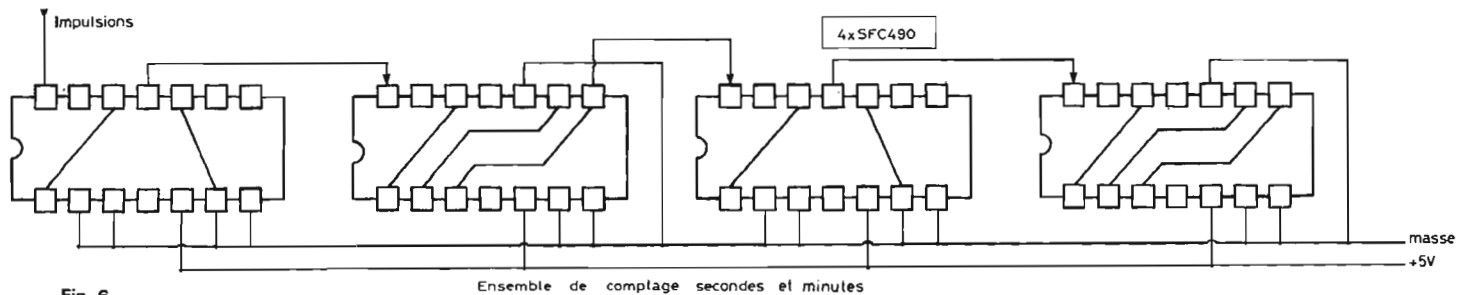 Impulsions
4xSFC490
masse
+5V
Ensemble de comptage secondes et minutes
Fig. 6